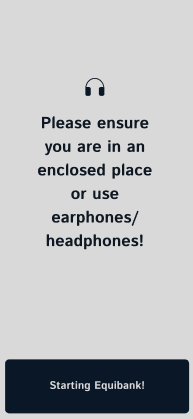 Please ensure
you are in an
enclosed place
or use
earphones/
headphones!
Starting Equibank!